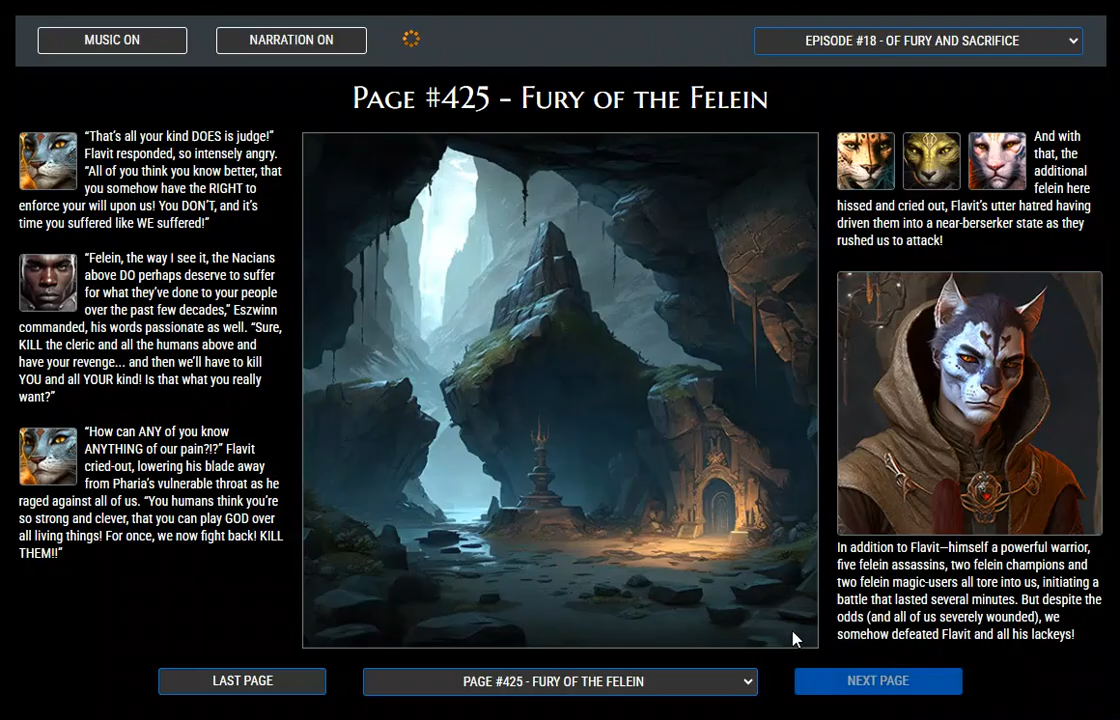 MUSIC ON
NARRATION ON
EPISODE #18 - OF FURY AND SACRIFICE
Page #425 - Fury of the Felein
“That’s all your kind DOES is judge!”
Flavit responded, so intensely angry.
“All of you think you know better, that
you somehow have the RIGHT to
enforce your will upon us! You DON’T, and it’s
time you suffered like WE suffered!”
“Felein, the way I see it, the Nacians
above DO perhaps deserve to suffer
for what they’ve done to your people
over the past few decades,” Eszwinn
commanded, his words passionate as well. “Sure,
KILL the cleric and all the humans above and
have your revenge... and then we’ll have to kill
YOU and all YOUR kind! Is that what you really
want?”
“How can ANY of you know
ANYTHING of our pain?!?” Flavit
cried-out, lowering his blade away
from Pharia’s vulnerable throat as he
raged against all of us. “You humans think you’re
so strong and clever, that you can play GOD over
all living things! For once, we now fight back! KILL
THEM!!”
And with
that, the
additional
felein here
hissed and cried out, Flavit’s utter hatred having
driven them into a near-berserker state as they
rushed us to attack!
In addition to Flavit—himself a powerful warrior,
five felein assassins, two felein champions and
two felein magic-users all tore into us, initiating a
battle that lasted several minutes. But despite the
odds (and all of us severely wounded), we
somehow defeated Flavit and all his lackeys!
LAST PAGE
PAGE #425 - FURY OF THE FELEIN
NEXT PAGE